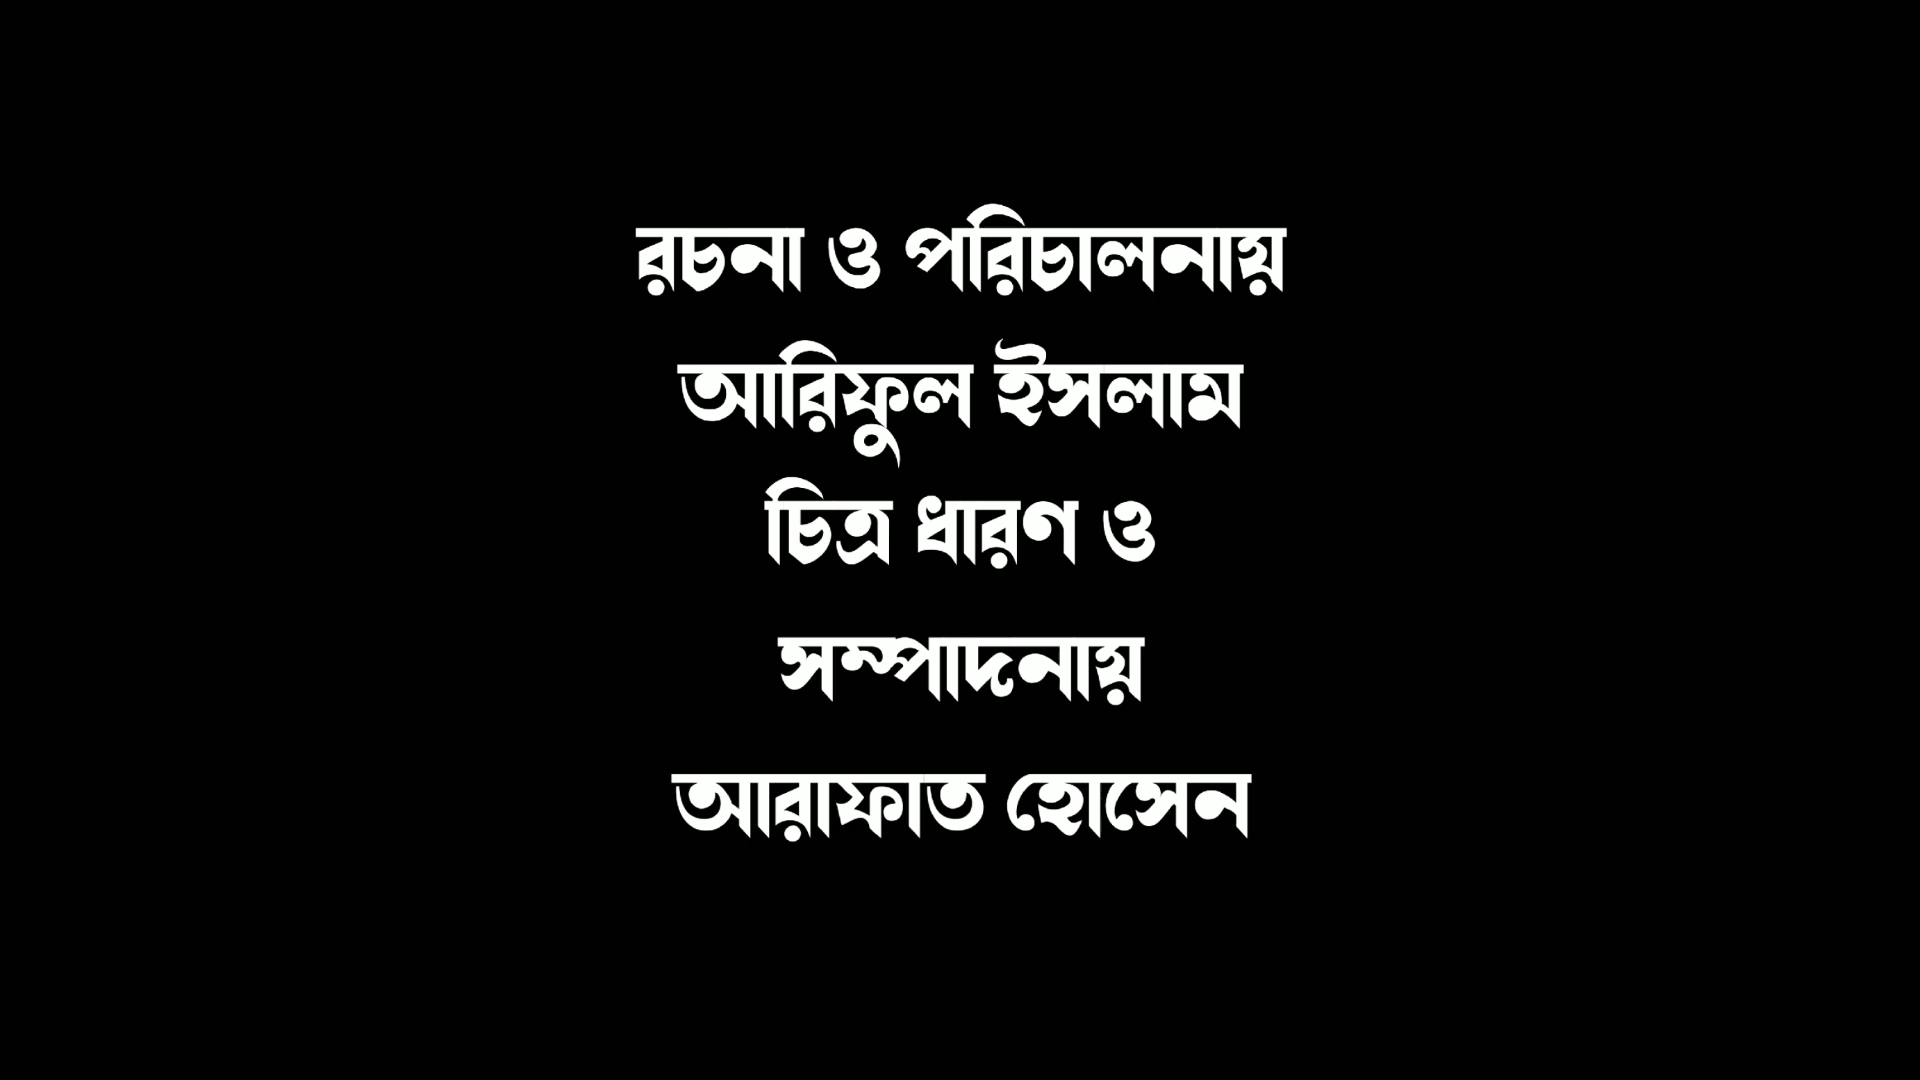 রচনা ও পরিচালনায়
আরিফুল ইসলাম
চিত্র ধারণ ও
সম্পাদনায়
আরাফাত হোসেন